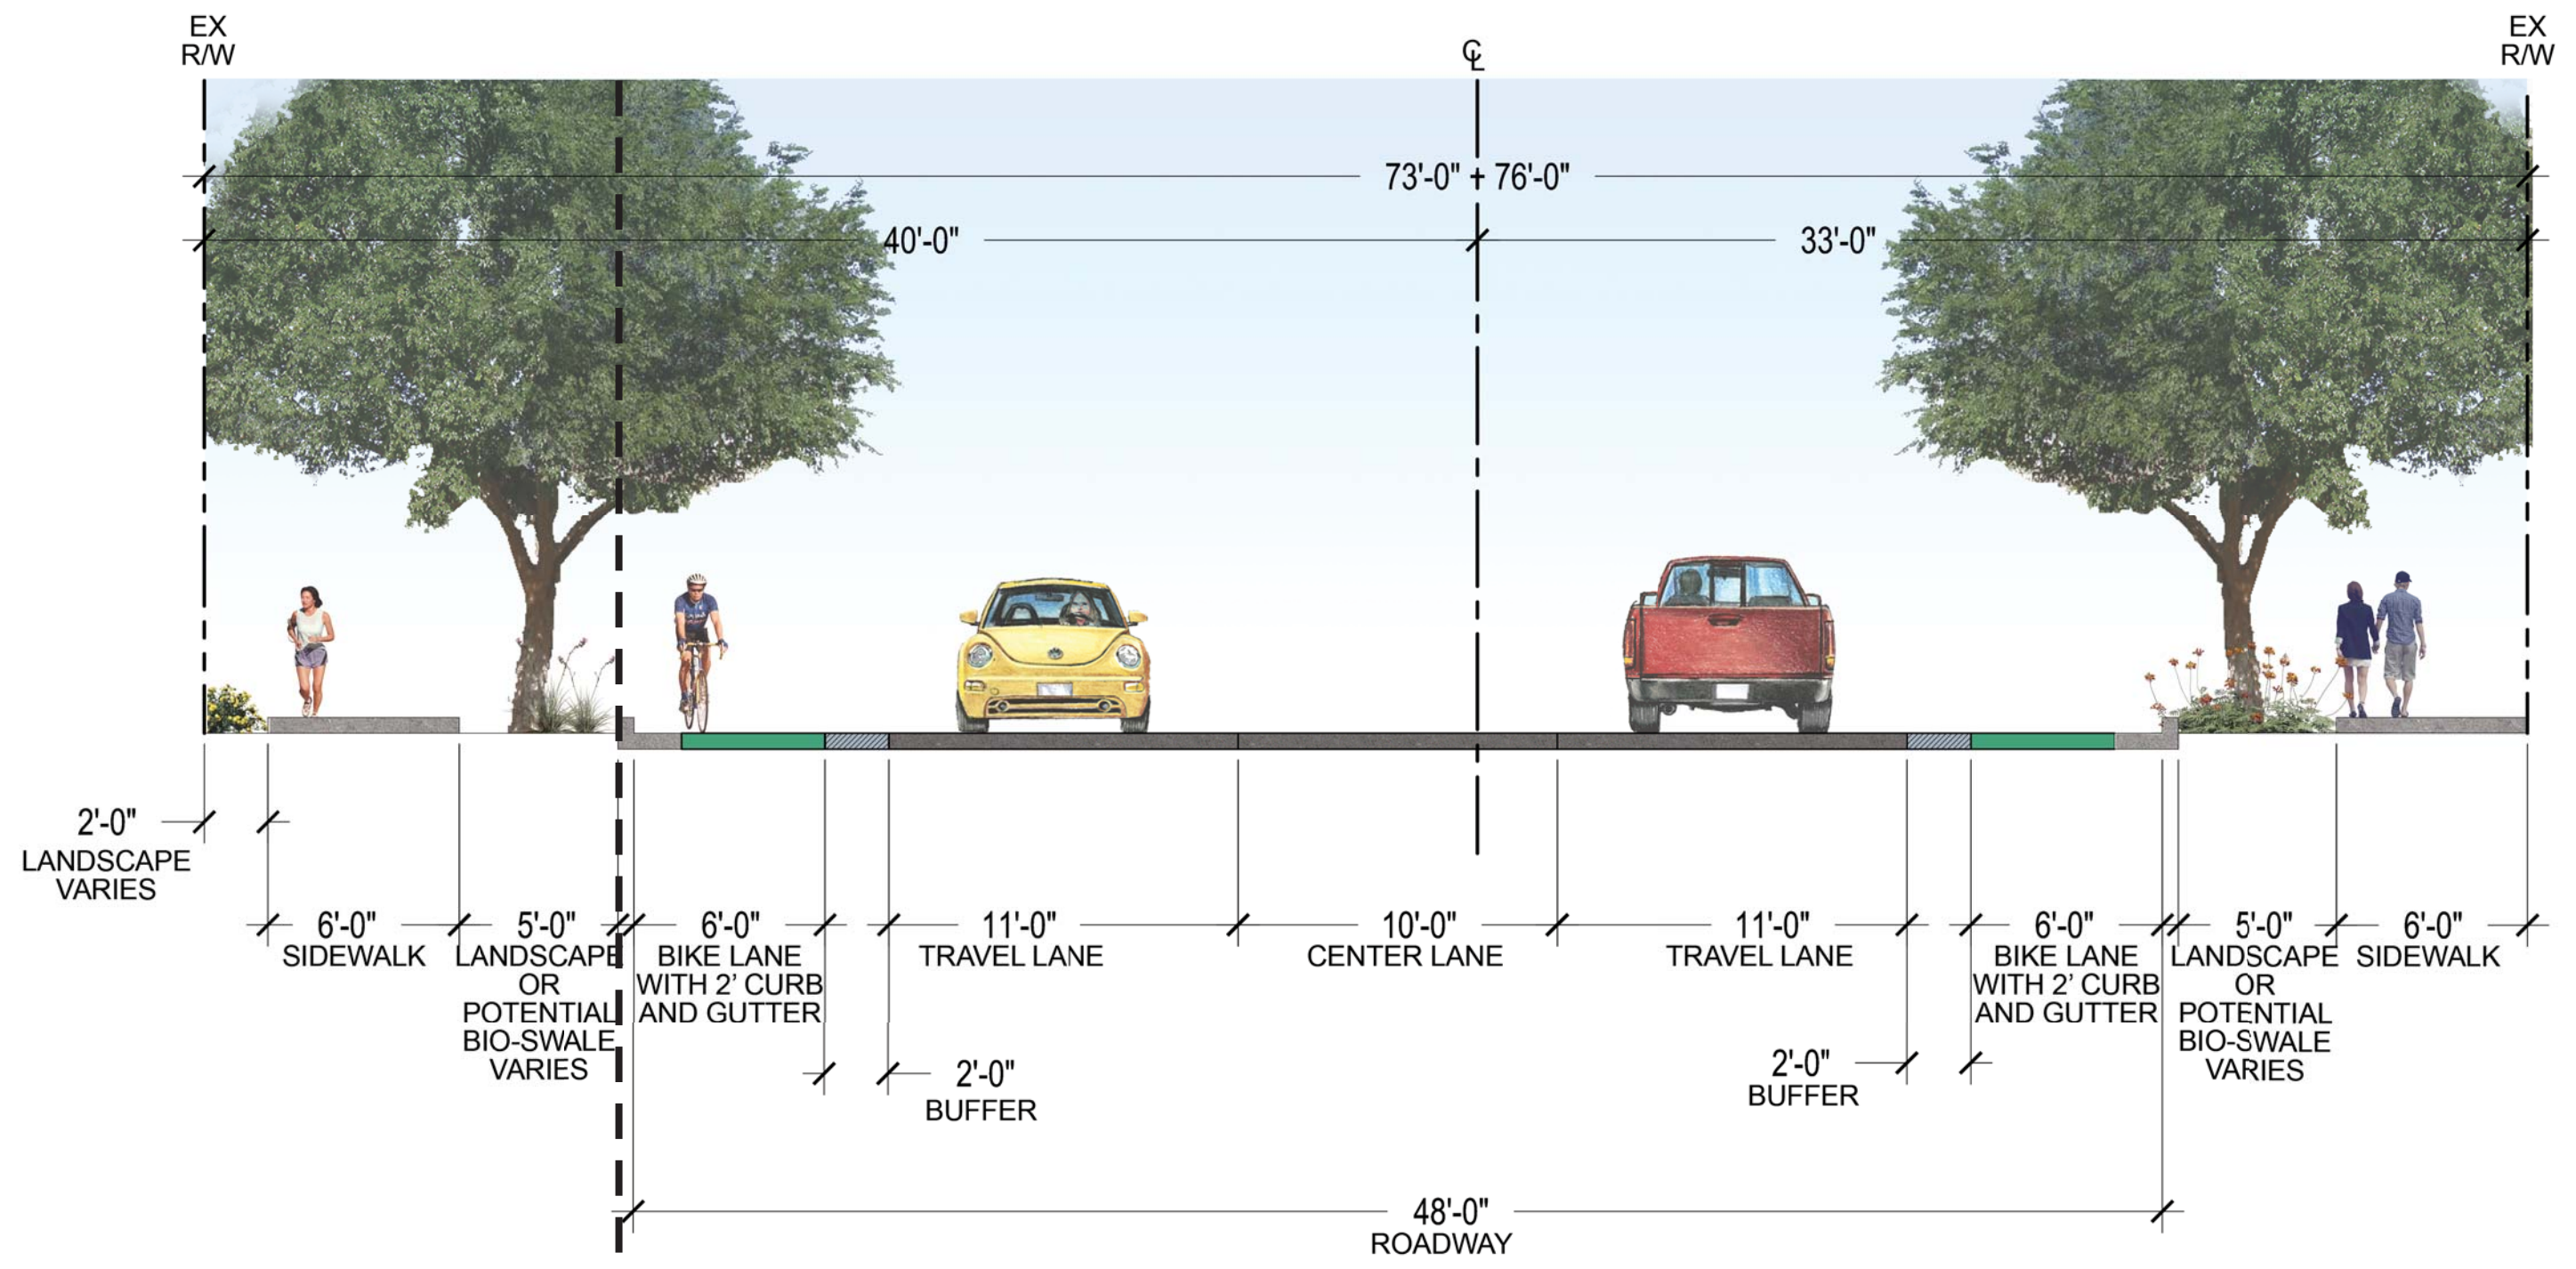 EX
R/W
℄
EX
R/W
73'-0" + 76'-0"
40'-0"
33'-0"
2'-0"
LANDSCAPE
VARIES
6'-0"
SIDEWALK
5'-0"
LANDSCAPE
OR
POTENTIAL
BIO-SWALE
VARIES
6'-0"
BIKE LANE
WITH 2' CURB
AND GUTTER
2'-0"
BUFFER
11'-0"
TRAVEL LANE
10'-0"
CENTER LANE
11'-0"
TRAVEL LANE
2'-0"
BUFFER
6'-0"
BIKE LANE
WITH 2' CURB
AND GUTTER
5'-0"
LANDSCAPE
OR
POTENTIAL
BIO-SWALE
VARIES
6'-0"
SIDEWALK
48'-0"
ROADWAY